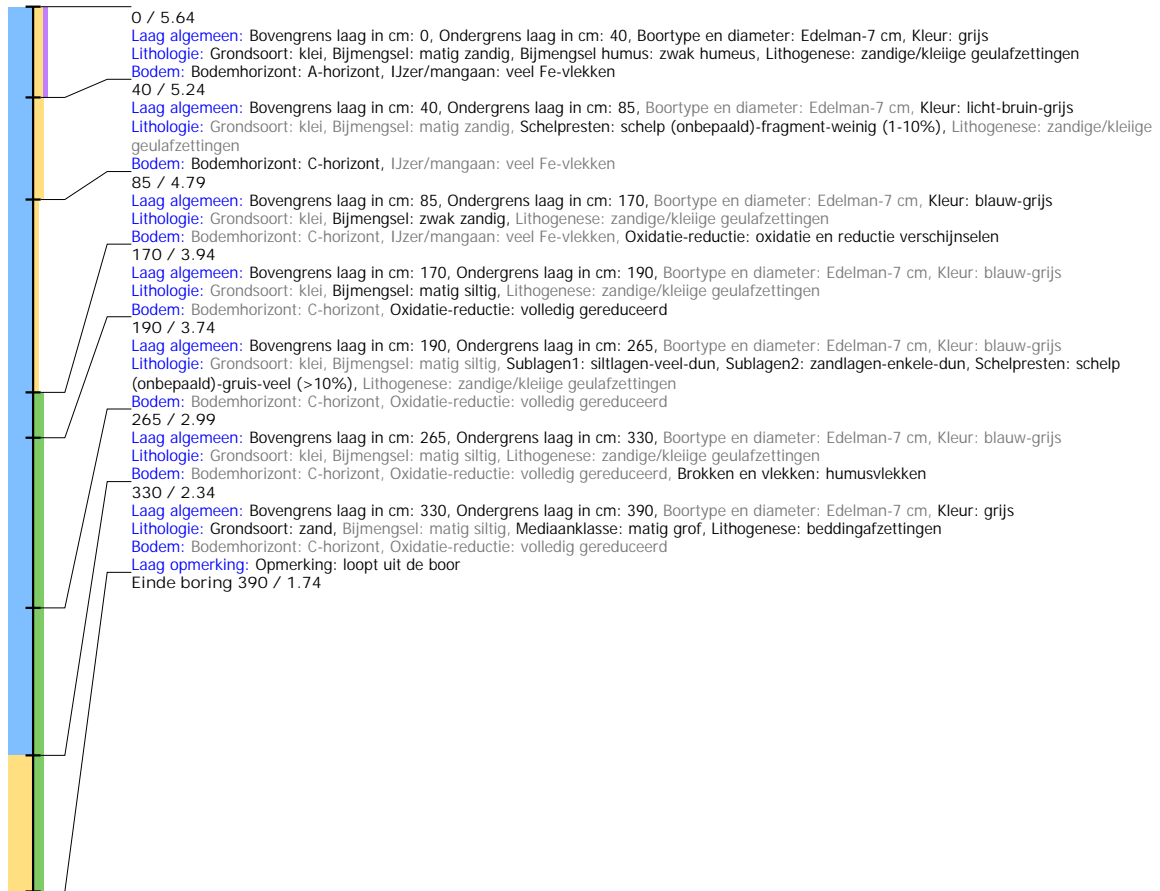 0 / 5.64
Laag algemeen: Bovengrens laag in cm: 0, Ondergrens laag in cm: 40, Boortype en diameter: Edelman-7 cm, Kleur: grijs
Lithologie: Grondsoort: klei, Bijmengsel: matig zandig, Bijmengsel humus: zwak humeus, Lithogenese: zandige/kleiige geulafzettingen
Bodem: Bodemhorizont: A-horizont, IJzer/mangaan: veel Fe-vlekken
40 / 5.24
Laag algemeen: Bovengrens laag in cm: 40, Ondergrens laag in cm: 85, Boortype en diameter: Edelman-7 cm, Kleur: licht-bruin-grijs
Lithologie: Grondsoort: klei, Bijmengsel: matig zandig, Schelpresten: schelp (onbepaald)-fragment-weinig (1-10%), Lithogenese: zandige/kleiige
geulafzettingen
Bodem: Bodemhorizont: C-horizont, IJzer/mangaan: veel Fe-vlekken
85 / 4.79
Laag algemeen: Bovengrens laag in cm: 85, Ondergrens laag in cm: 170, Boortype en diameter: Edelman-7 cm, Kleur: blauw-grijs
Lithologie: Grondsoort: klei, Bijmengsel: zwak zandig, Lithogenese: zandige/kleiige geulafzettingen
Bodem: Bodemhorizont: C-horizont, IJzer/mangaan: veel Fe-vlekken, Oxidatie-reductie: oxidatie en reductie verschijnselen
170 / 3.94
Laag algemeen: Bovengrens laag in cm: 170, Ondergrens laag in cm: 190, Boortype en diameter: Edelman-7 cm, Kleur: blauw-grijs
Lithologie: Grondsoort: klei, Bijmengsel: matig siltig, Lithogenese: zandige/kleiige geulafzettingen
Bodem: Bodemhorizont: C-horizont, Oxidatie-reductie: volledig gereduceerd
190 / 3.74
Laag algemeen: Bovengrens laag in cm: 190, Ondergrens laag in cm: 265, Boortype en diameter: Edelman-7 cm, Kleur: blauw-grijs
Lithologie: Grondsoort: klei, Bijmengsel: matig siltig, Sublagen1: siltlagen-veel-dun, Sublagen2: zandlagen-enkele-dun, Schelpresten: schelp
(onbepaald)-gruis-veel (>10%), Lithogenese: zandige/kleiige geulafzettingen
Bodem: Bodemhorizont: C-horizont, Oxidatie-reductie: volledig gereduceerd
265 / 2.99
Laag algemeen: Bovengrens laag in cm: 265, Ondergrens laag in cm: 330, Boortype en diameter: Edelman-7 cm, Kleur: blauw-grijs
Lithologie: Grondsoort: klei, Bijmengsel: matig siltig, Lithogenese: zandige/kleiige geulafzettingen
Bodem: Bodemhorizont: C-horizont, Oxidatie-reductie: volledig gereduceerd, Brokken en vlekken: humusvlekken
330 / 2.34
Laag algemeen: Bovengrens laag in cm: 330, Ondergrens laag in cm: 390, Boortype en diameter: Edelman-7 cm, Kleur: grijs
Lithologie: Grondsoort: zand, Bijmengsel: matig siltig, Mediaanklasse: matig grof, Lithogenese: beddingafzettingen
Bodem: Bodemhorizont: C-horizont, Oxidatie-reductie: volledig gereduceerd
Laag opmerking: Opmerking: loopt uit de boor
Einde boring 390 / 1.74